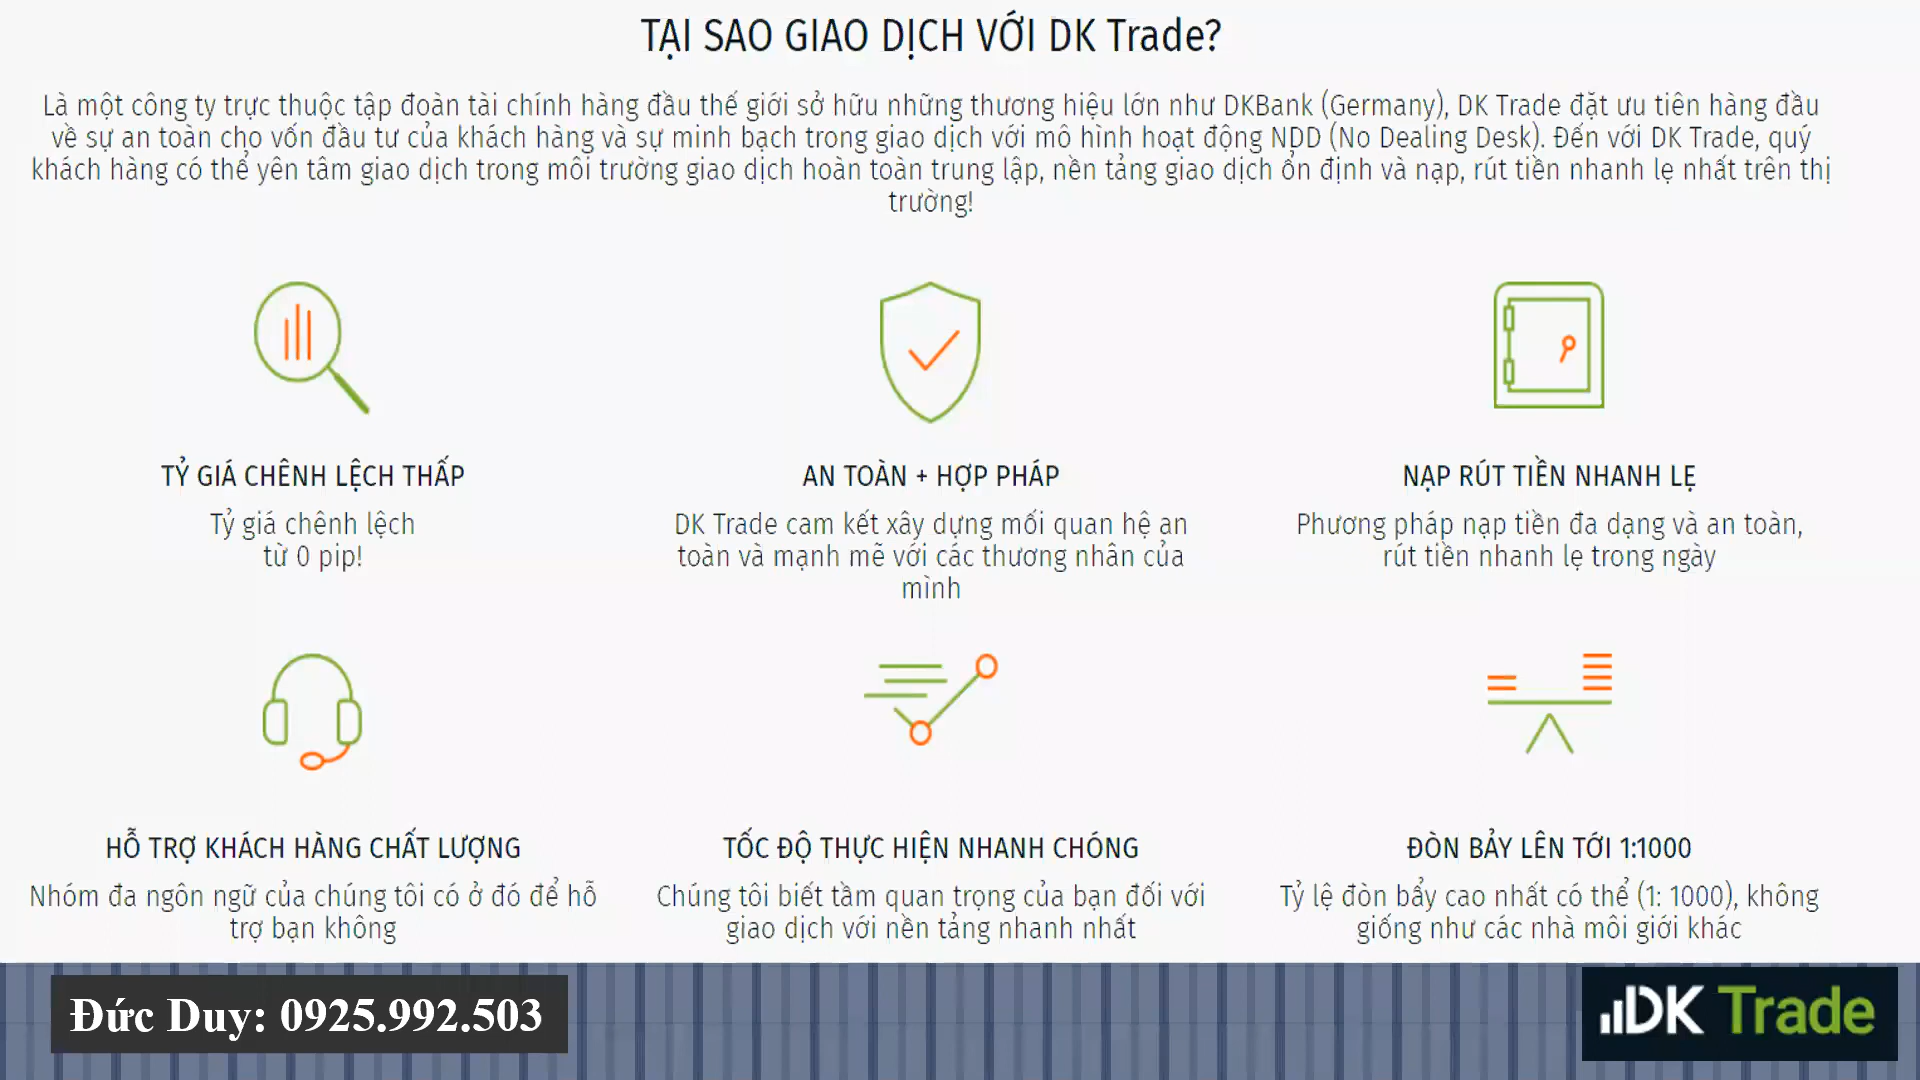 TẠI SAO GIAO DỊCH VỚI DK Trade?
Là một công ty trực thuộc tập đoàn tài chính hàng đầu thế giới sở hữu những thương hiệu lớn như DKBank (Germany), DK Trade đặt ưu tiên hàng đầu
về sự an toàn cho vốn đầu tư của khách hàng và sự minh bạch trong giao dịch với mô hình hoạt động NDD (No Dealing Desk). Đến với DK Trade, quý
khách hàng có thể yên tâm giao dịch trong môi trường giao dịch hoàn toàn trung lập, nền tảng giao dịch ổn định và nạp, rút tiền nhanh lẹ nhất trên thị
trường!
TỶ GIÁ CHÊNH LỆCH THẤP
Tỷ giá chênh lệch
từ 0 pip!
AN TOÀN + HỢP PHÁP
DK Trade cam kết xây dựng mối quan hệ an
toàn và mạnh mẽ với các thương nhân của
mình
NẠP RÚT TIỀN NHANH LẸ
Phương pháp nạp tiền đa dạng và an toàn,
rút tiền nhanh lẹ trong ngày
HỖ TRỢ KHÁCH HÀNG CHẤT LƯỢNG
Nhóm đa ngôn ngữ của chúng tôi có ở đó để hỗ
trợ bạn không
TỐC ĐỘ THỰC HIỆN NHANH CHÓNG
Chúng tôi biết tầm quan trọng của bạn đối với
giao dịch với nền tảng nhanh nhất
ĐÒN BẢY LÊN TỚI 1:1000
Tỷ lệ đòn bẩy cao nhất có thể (1: 1000), không
giống như các nhà môi giới khác
Đức Duy: 0925.992.503
DK Trade